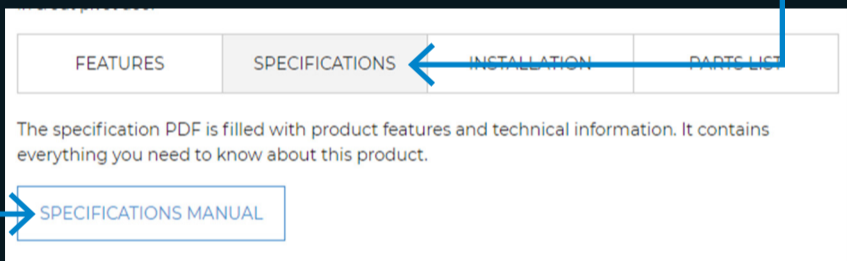 FEATURES SPECIFICATIONS INSTALLATION PARTS LIST
The specification PDF is filled with product features and technical information. It contains
everything you need to know about this product.
SPECIFICATIONS MANUAL